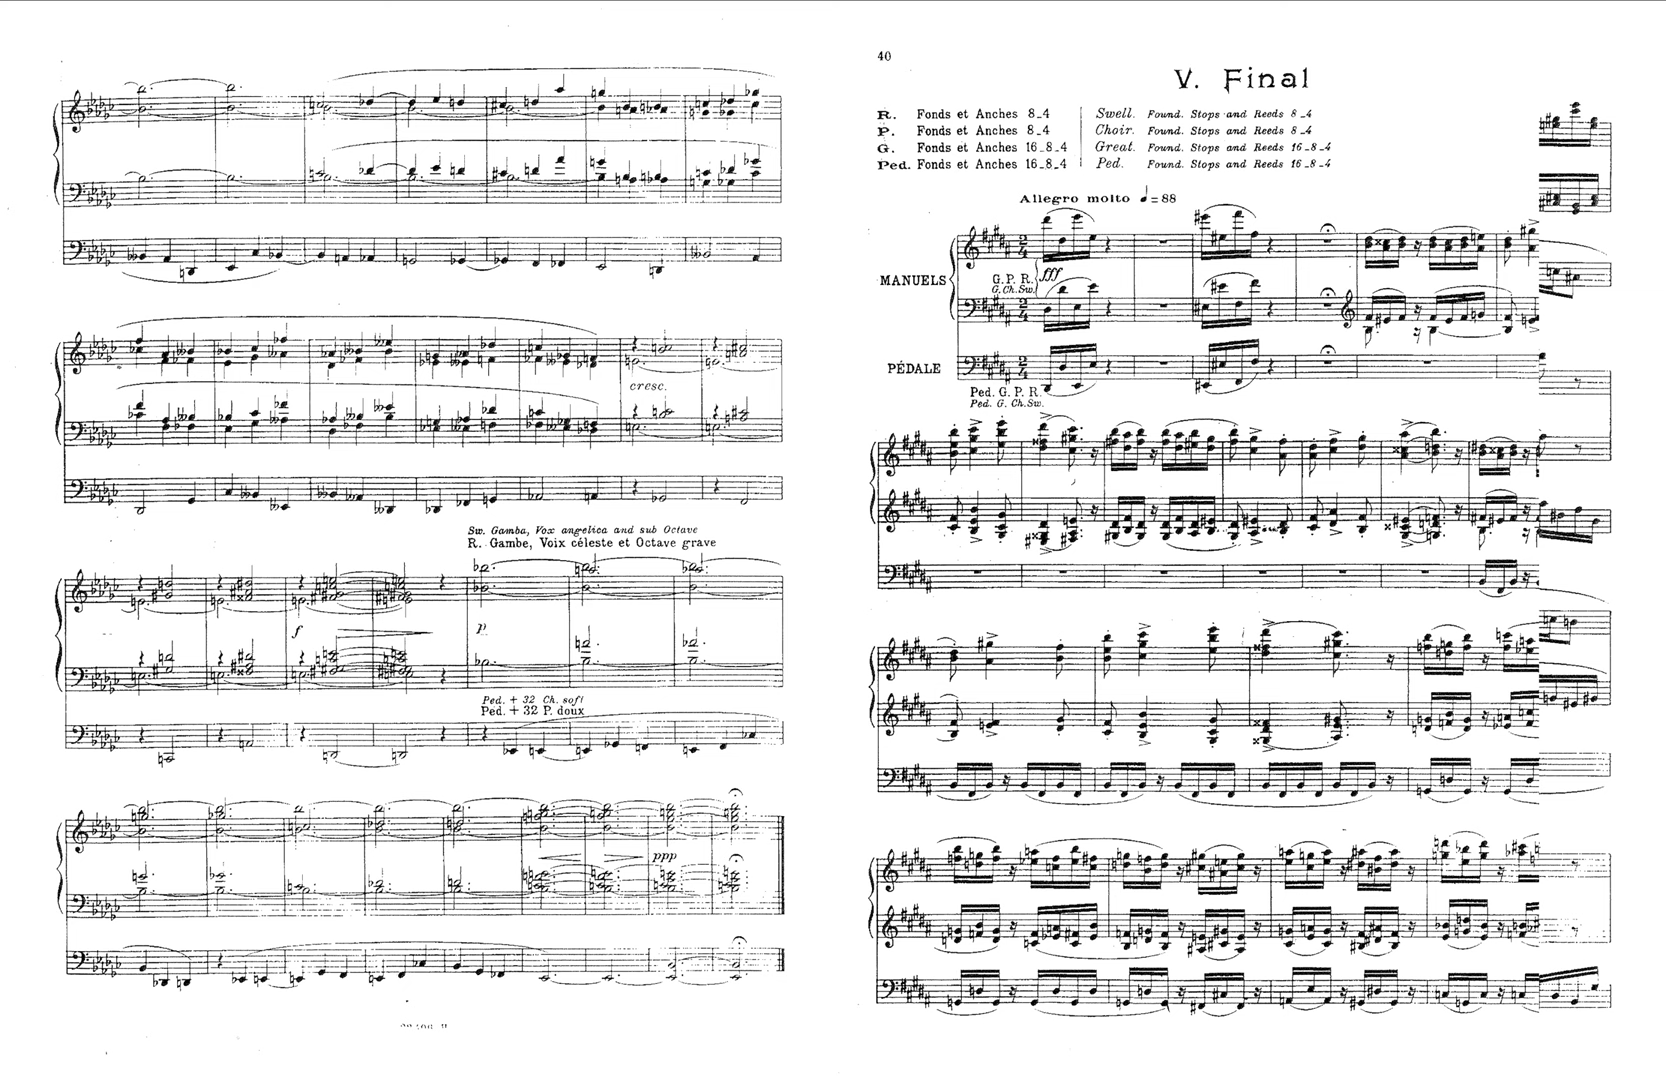 cresc.
Sw. Gamba, Vox angelica and sub Octave
R. Gambe, Voix céleste et Octave grave
f
p
Ped. + 32 Ch. soft
Ped. + 32 P. doux
ppp
40
V. Final
R. Fonds et Anches 8_4 Swell. Found. Stops and Reeds 8_4
P. Fonds et Anches 8_4 Choir. Found. Stops and Reeds 8_4
G. Fonds et Anches 16_8_4 Great. Found. Stops and Reeds 16_8_4
Ped. Fonds et Anches 16_8_4 Ped. Found. Stops and Reeds 16_8_4
Allegro molto ♩=88
MANUELS
G. P. R.
G. Ch. Sw.
fff
PÉDALE
Ped. G. P. R.
Ped. G. Ch. Sw.